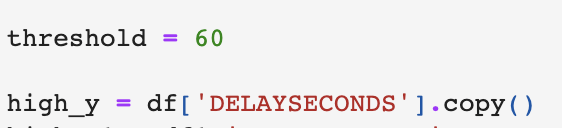 threshold = 60
high_y = df['DELAYSECONDS'].copy()